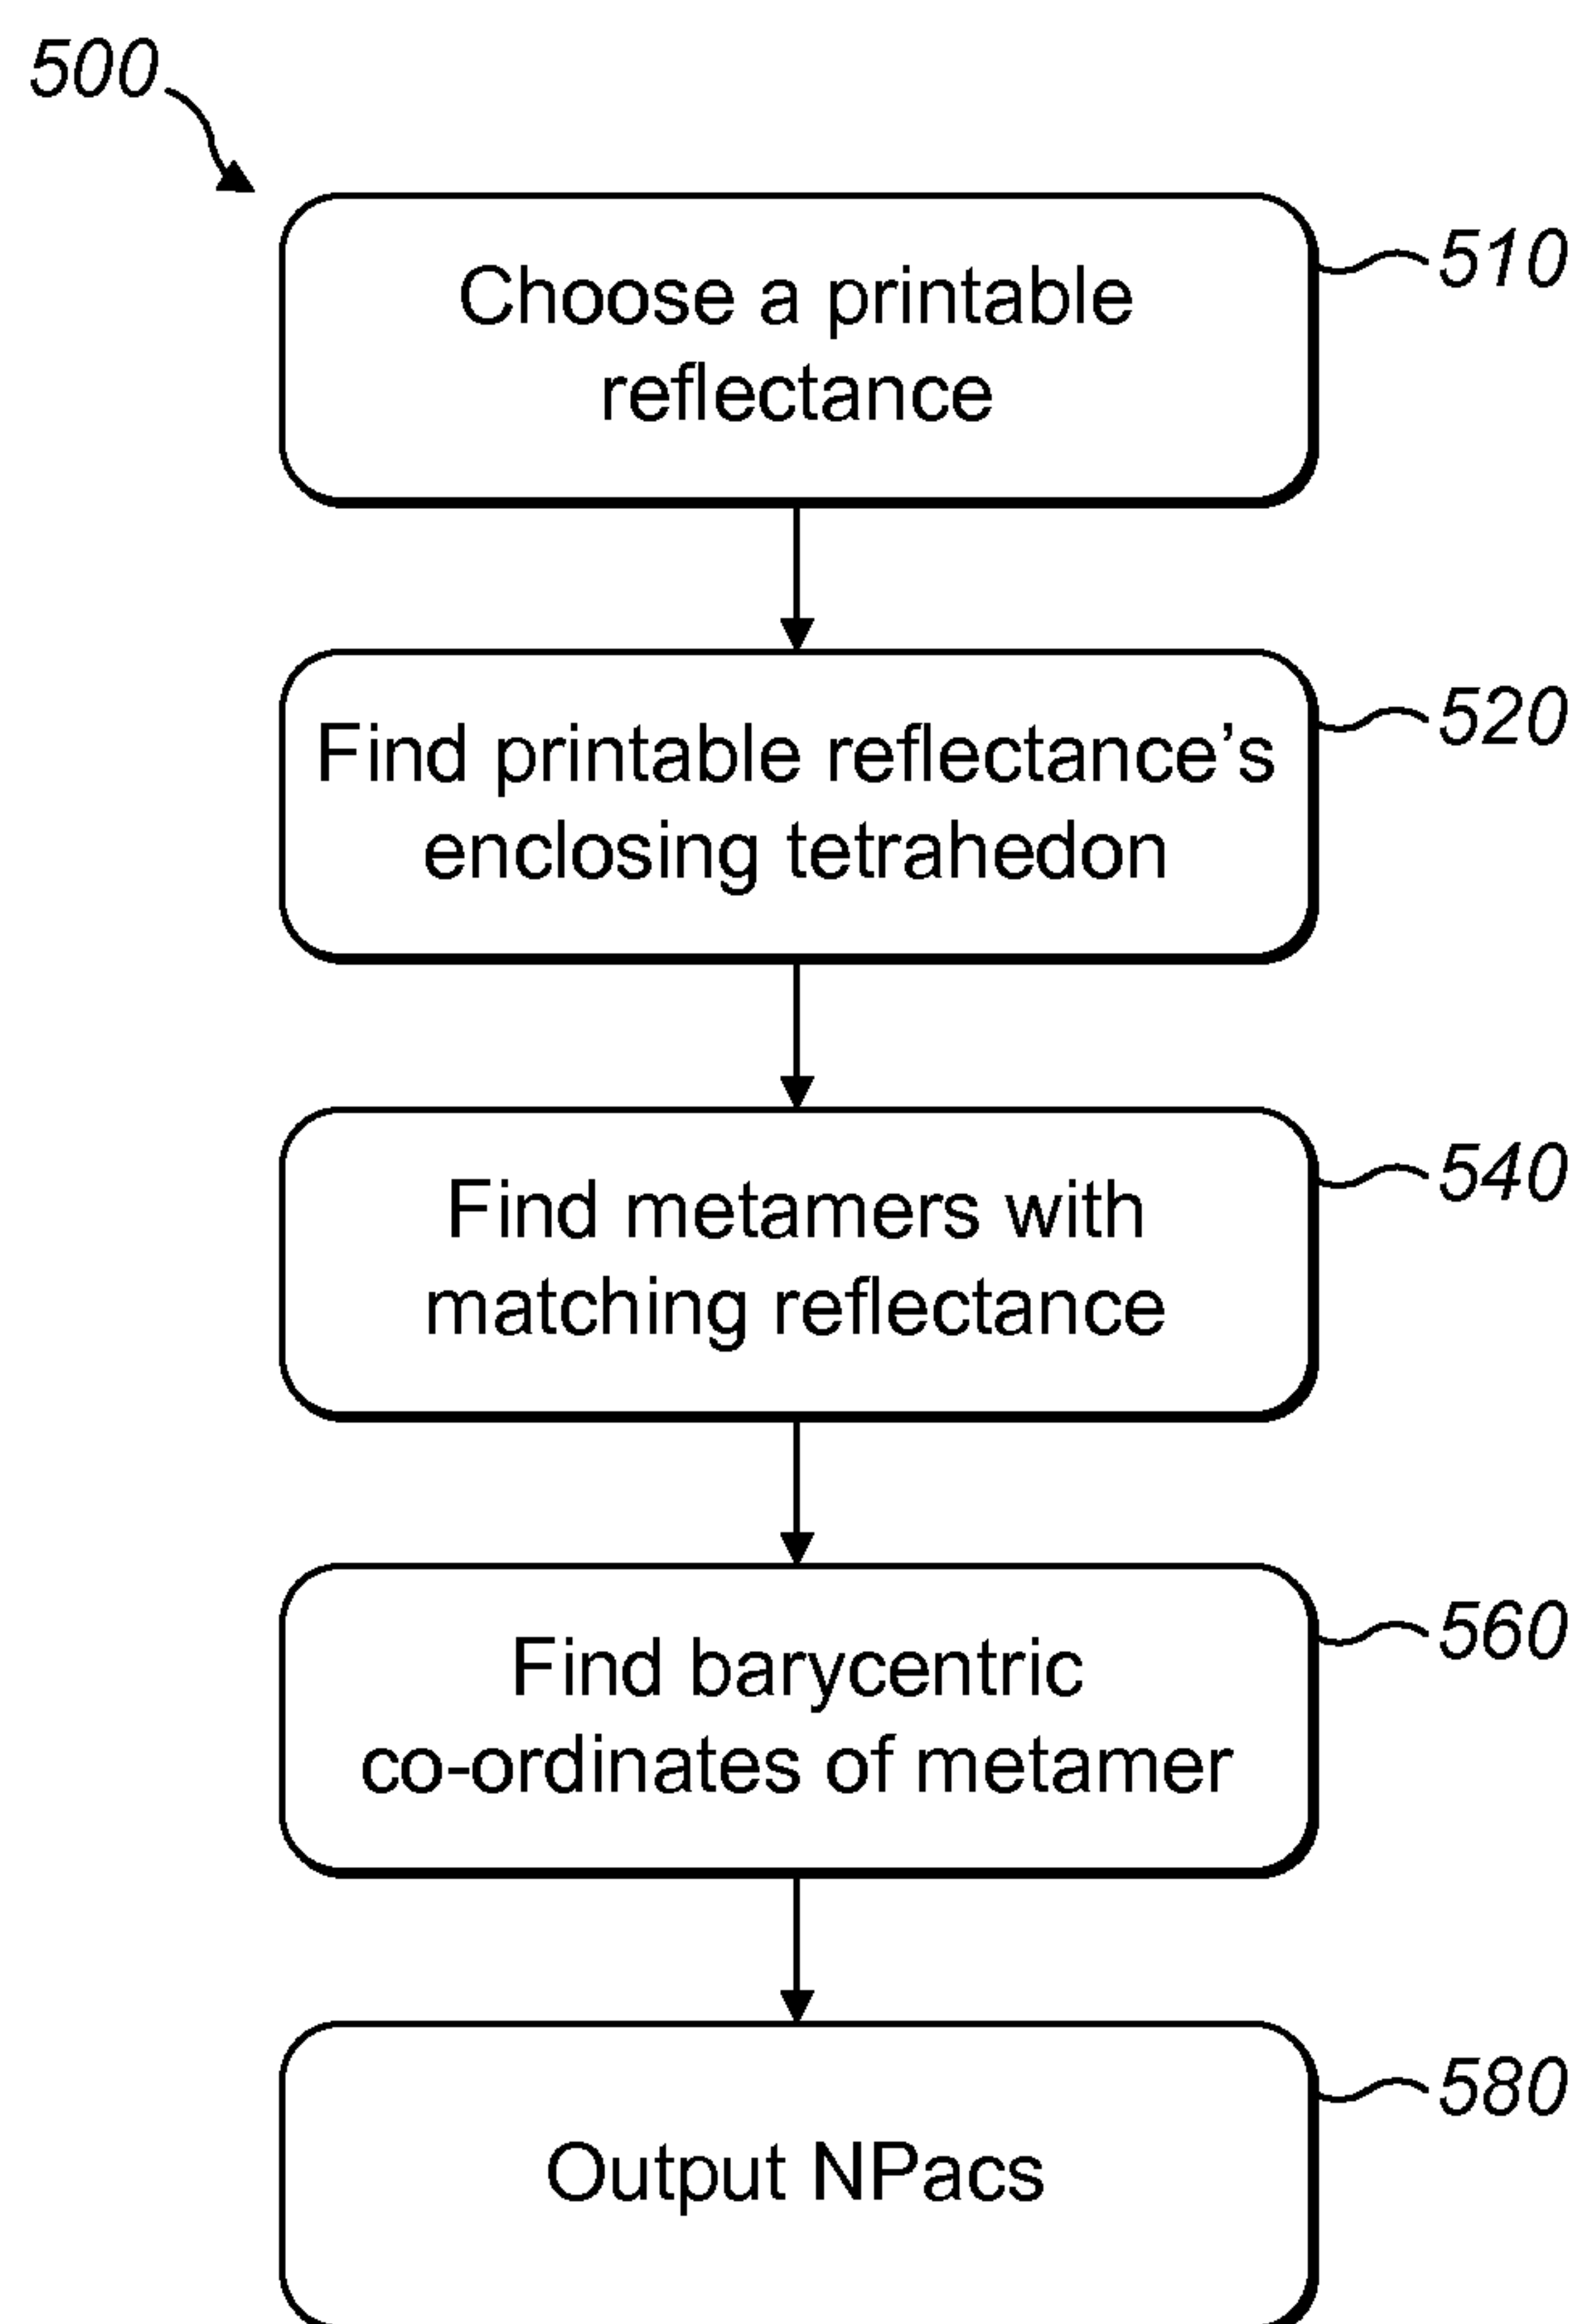 500
Choose a printable
reflectance
510
Find printable reflectance’s
enclosing tetrahedon
520
Find metamers with
matching reflectance
540
Find barycentric
co-ordinates of metamer
560
Output NPacs
580